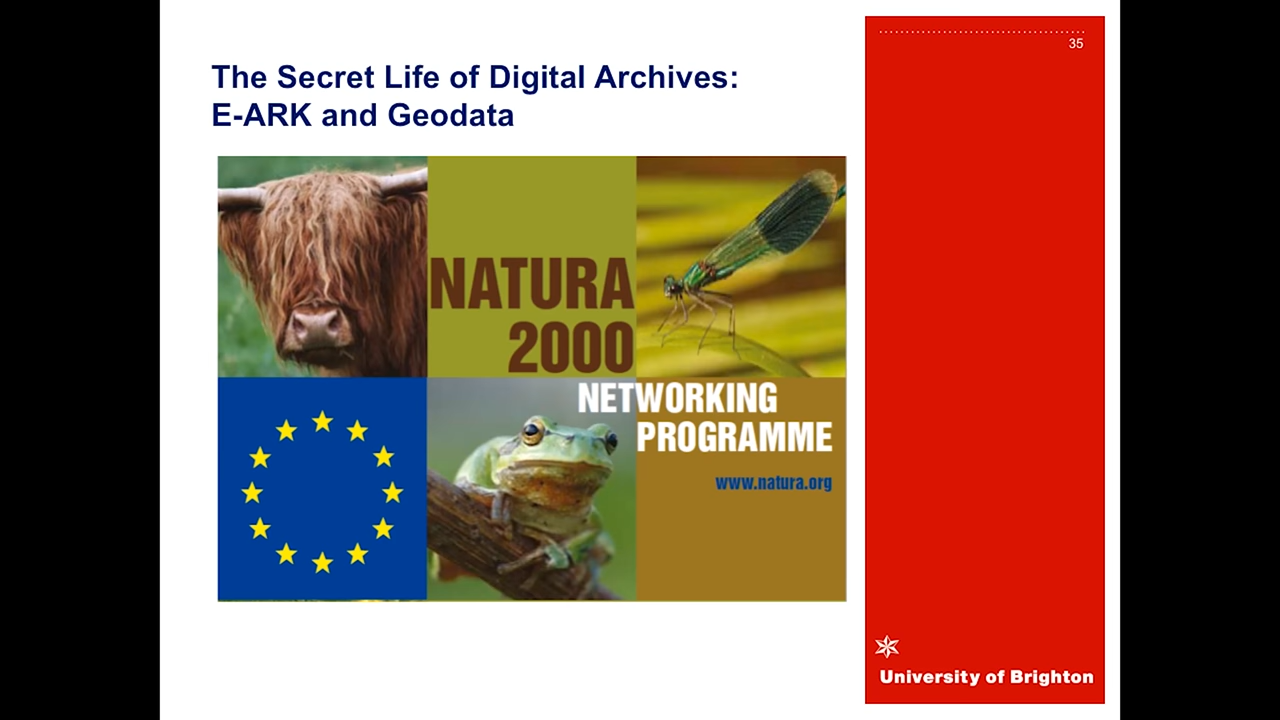 35
The Secret Life of Digital Archives:
E-ARK and Geodata
NATURA
2000
NETWORKING
PROGRAMME
www.natura.org
University of Brighton